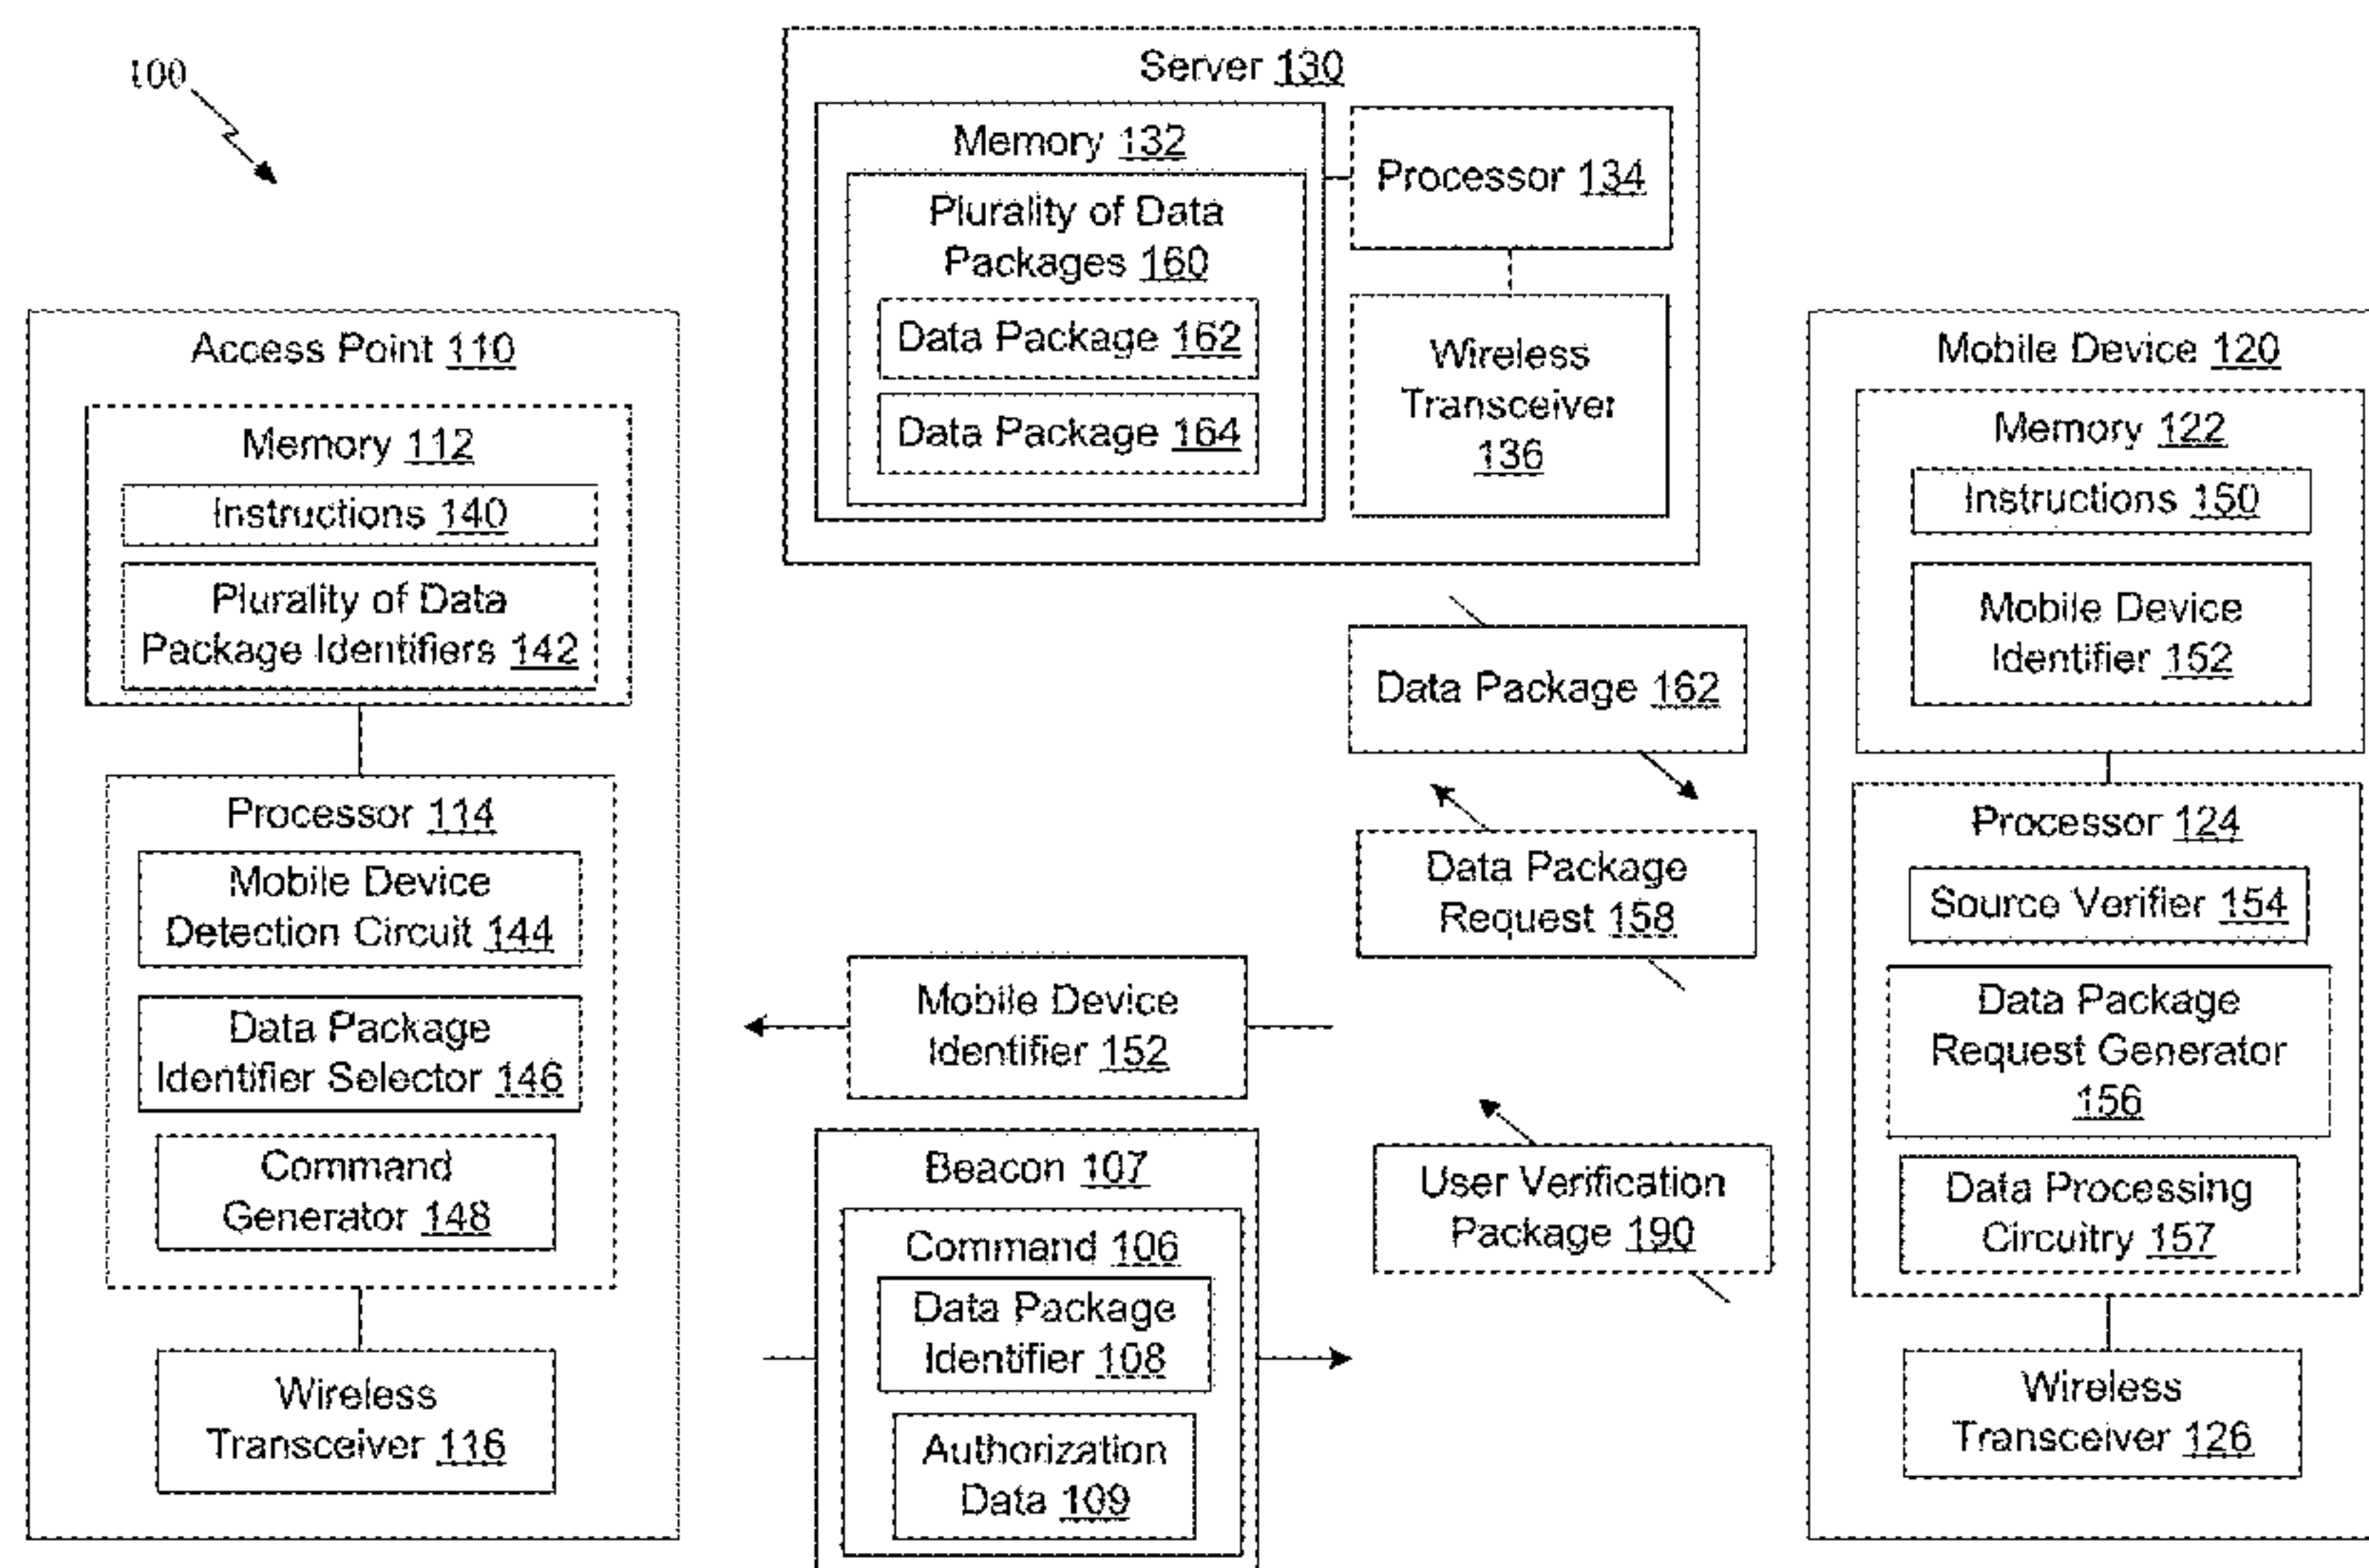 100
Server 130
Memory 132
Plurality of Data
Packages 160
Data Package 162
Data Package 164
Processor 134
Wireless
Transceiver
136
Access Point 110
Memory 112
Instructions 140
Plurality of Data
Package Identifiers 142
Processor 114
Mobile Device
Detection Circuit 144
Data Package
Identifier Selector 146
Command
Generator 148
Wireless
Transceiver 116
Data Package 162
Data Package
Request 158
Mobile Device
Identifier 152
Beacon 107
Command 106
Data Package
Identifier 108
Authorization
Data 109
User Verification
Package 190
Mobile Device 120
Memory 122
Instructions 150
Mobile Device
Identifier 152
Processor 124
Source Verifier 154
Data Package
Request Generator
156
Data Processing
Circuitry 157
Wireless
Transceiver 126